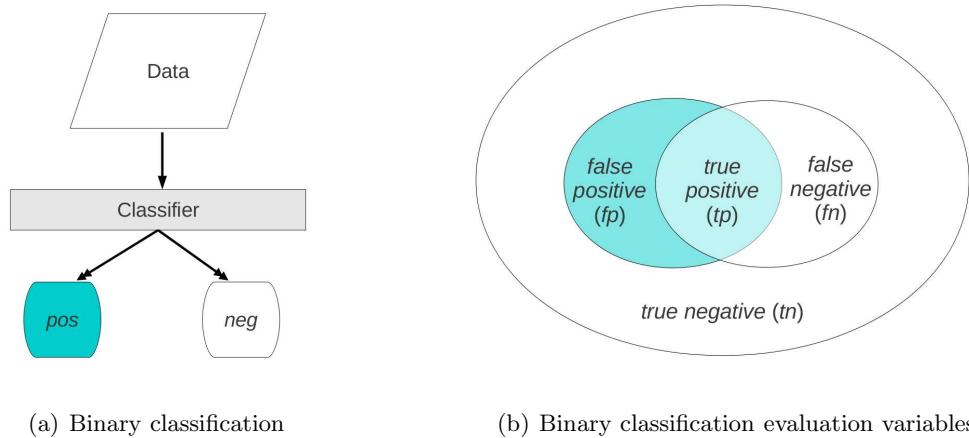 Data
Classifier
pos
neg
(a) Binary classification
false
positive
(fp)
true
positive
(tp)
false
negative
(fn)
true negative (tn)
(b) Binary classification evaluation variables